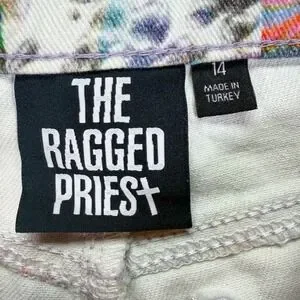 THE
RAGGED
PRIEST
14
MADE IN
TURKEY